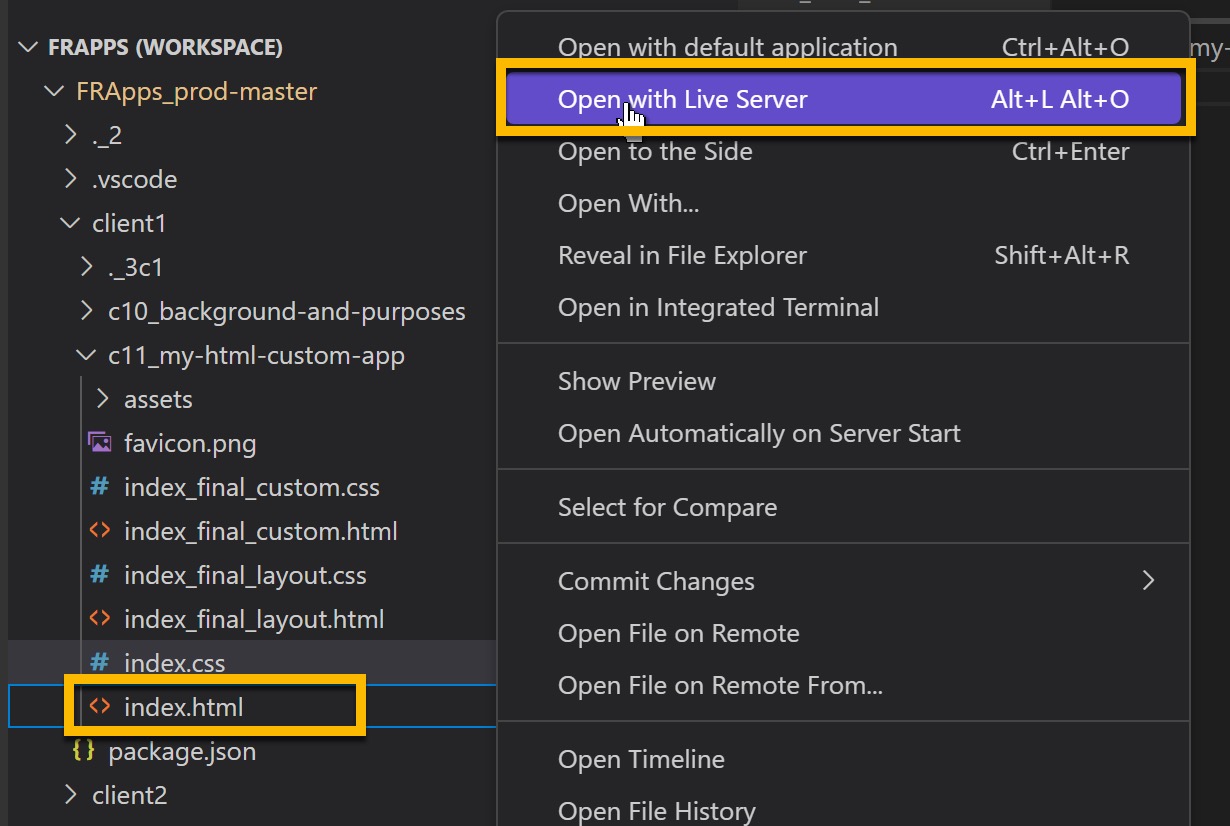 FRAPPS (WORKSPACE)
FRApps_prod-master
._2
.vscode
client1
._3c1
c10_background-and-purposes
c11_my-html-custom-app
assets
favicon.png
index_final_custom.css
index_final_custom.html
index_final_layout.css
index_final_layout.html
index.css
index.html
package.json
client2
Open with default application Ctrl+Alt+O
Open with Live Server Alt+L Alt+O
Open to the Side Ctrl+Enter
Open With...
Reveal in File Explorer Shift+Alt+R
Open in Integrated Terminal
Show Preview
Open Automatically on Server Start
Select for Compare
Commit Changes
Open File on Remote
Open File on Remote From...
Open Timeline
Open File History
my-